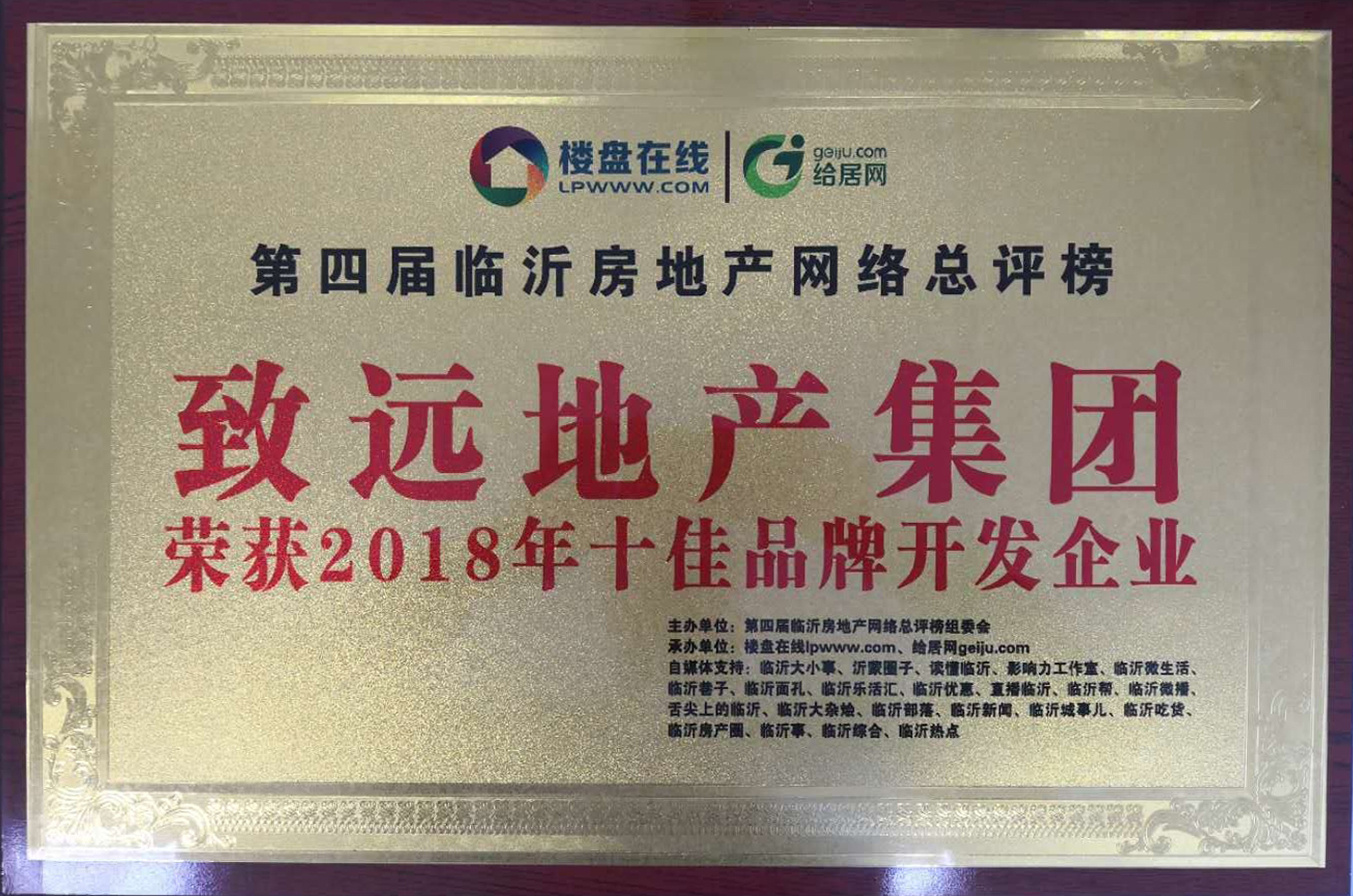 楼盘在线
LPWWW.COM
geiju.com
给居网
第四届临沂房地产网络总评榜
致远地产集团
荣获2018年十佳品牌开发企业
主办单位：第四届临沂房地产网络总评榜组委会
承办单位：楼盘在线lpwww.com、给居网geiju.com
自媒体支持：临沂大小事、沂蒙圈子、读懂临沂、影响力工作室、临沂微生活、
临沂巷子、临沂面孔、临沂乐活汇、临沂优惠、直播临沂、临沂帮、临沂微播、
舌尖上的临沂、临沂大杂烩、临沂部落、临沂新闻、临沂城事儿、临沂吃货、
临沂房产圈、临沂事、临沂综合、临沂热点